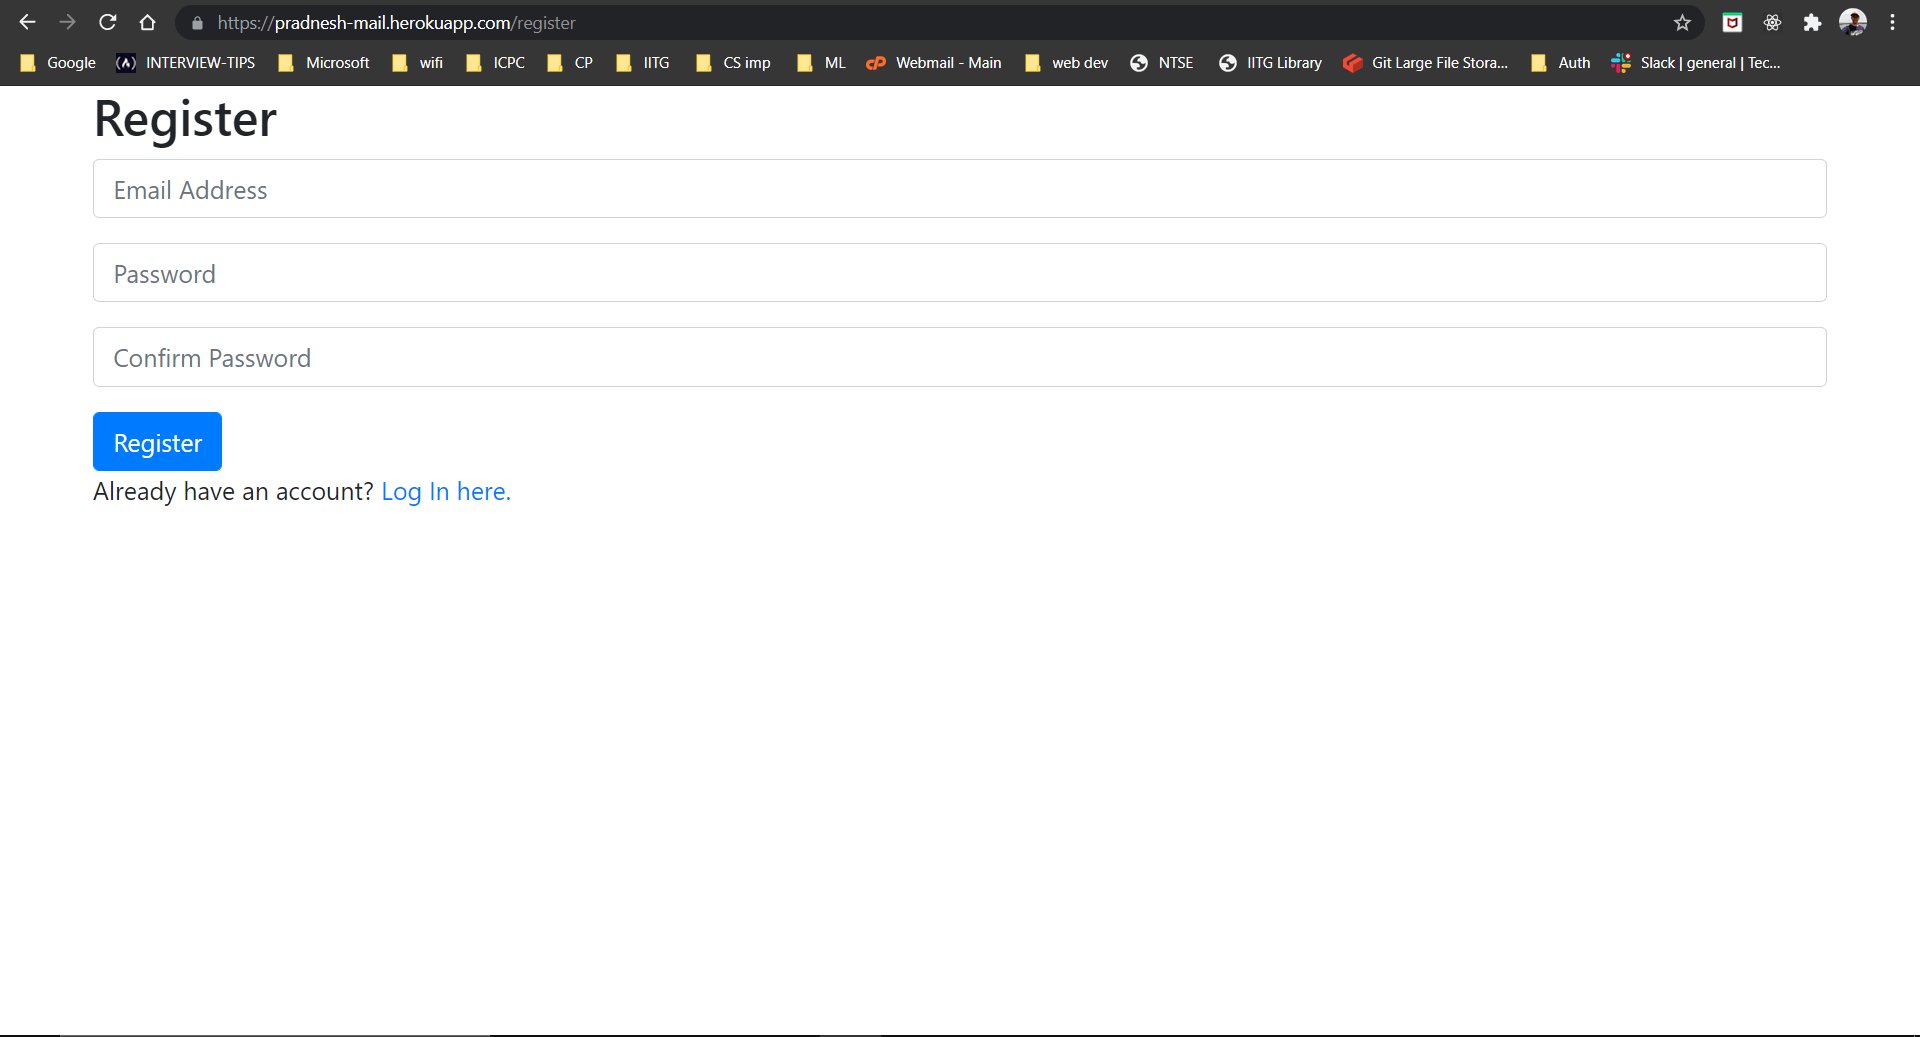 https://pradnesh-mail.herokuapp.com/register
Google (A) INTERVIEW-TIPS Microsoft wifi ICPC CP IITG CS imp ML cP Webmail - Main web dev NTSE IITG Library Git Large File Stora... Auth Slack | general | Tec...
Register
Email Address
Password
Confirm Password
Register
Already have an account? Log In here.